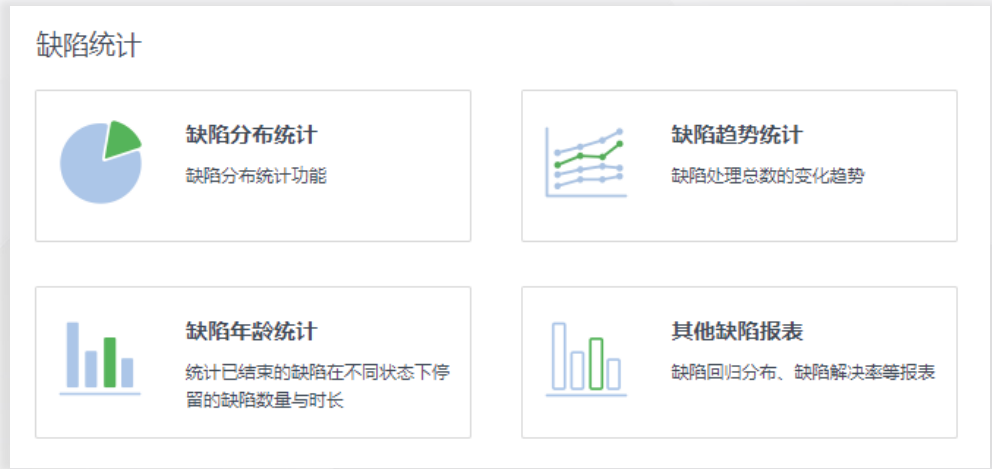 缺陷统计
缺陷分布统计
缺陷分布统计功能
缺陷趋势统计
缺陷处理总数的变化趋势
缺陷年龄统计
统计已结束的缺陷在不同状态下停
留的缺陷数量与时长
其他缺陷报表
缺陷回归分布、缺陷解决率等报表